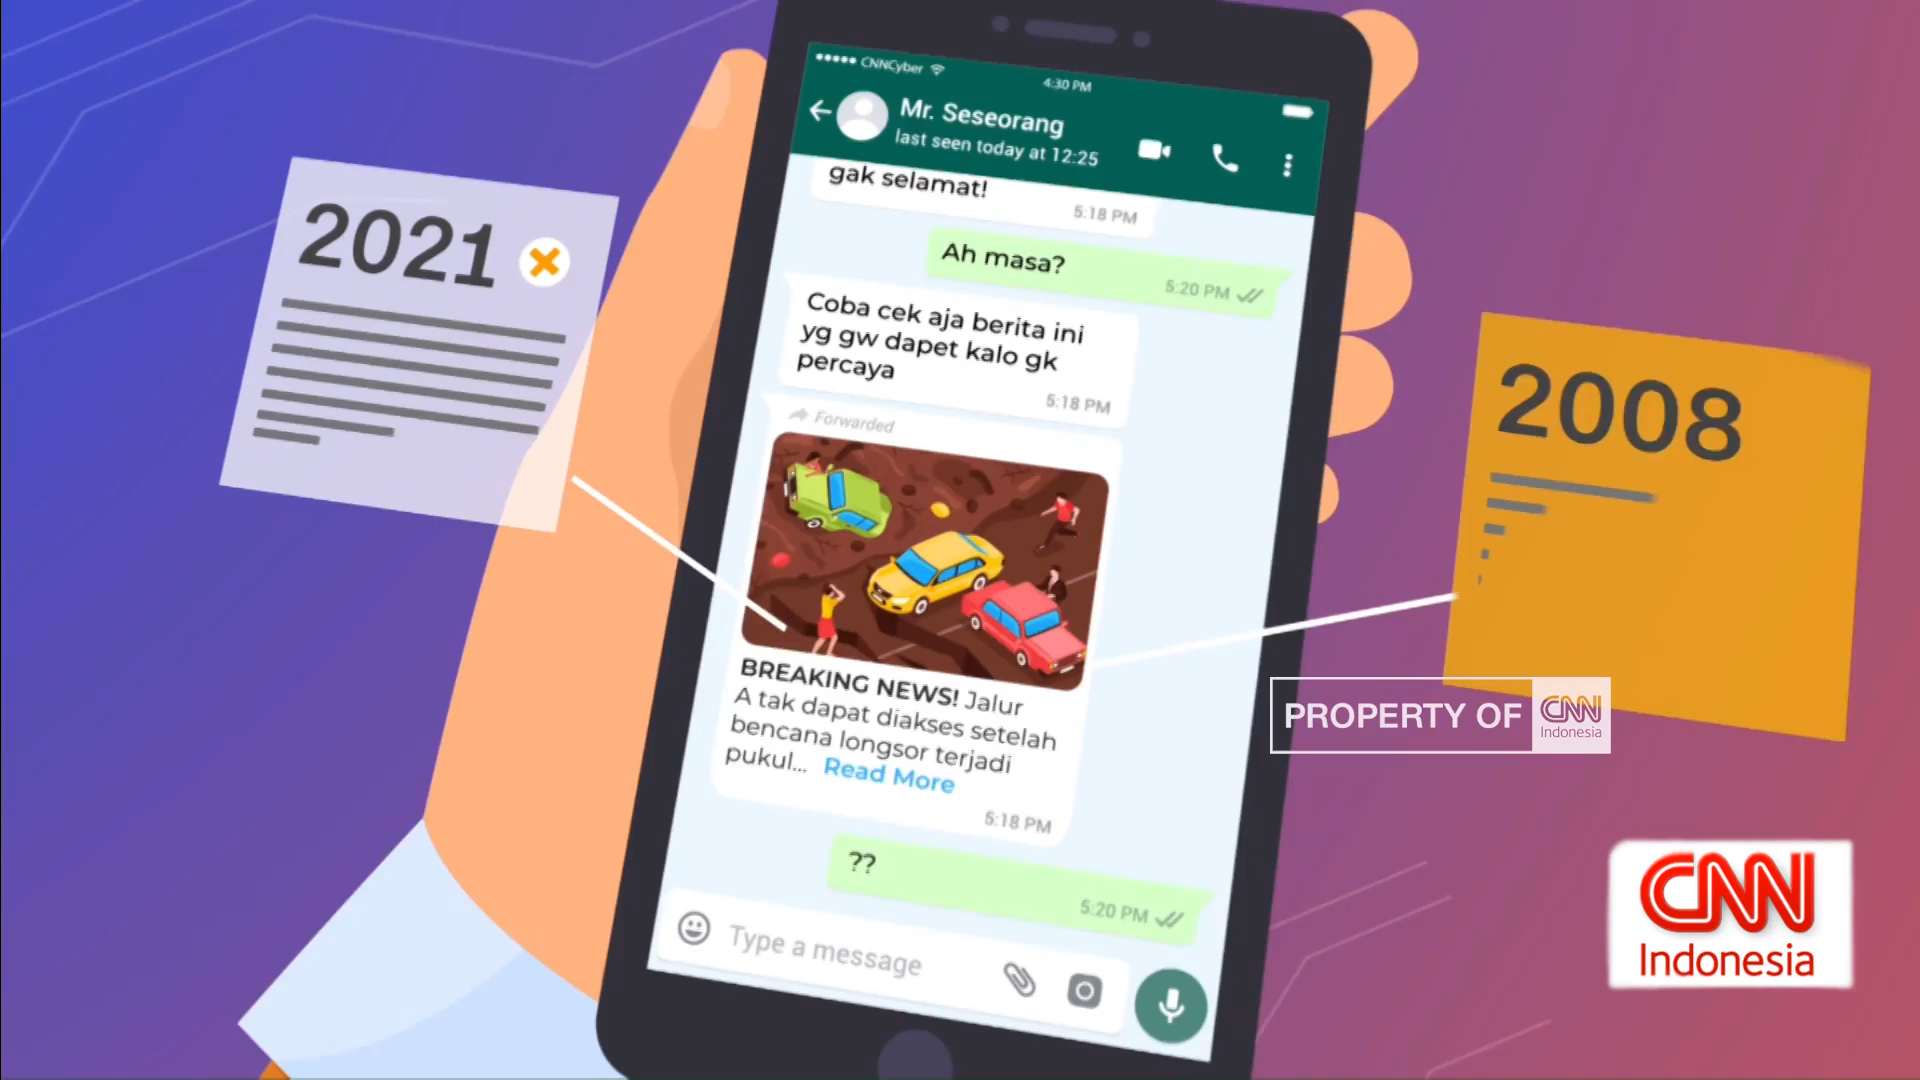 CNNCyber
4:30 PM
Mr. Seseorang
last seen today at 12:25
gak selamat!
5:18 PM
Ah masa?
5:20 PM
Coba cek aja berita ini
yg gw dapet kalo gk
percaya
5:18 PM
Forwarded
BREAKING NEWS! Jalur
A tak dapat diakses setelah
bencana longsor terjadi
pukul... Read More
5:18 PM
??
5:20 PM
Type a message
2021
2008
PROPERTY OF CNN
Indonesia
CNN
Indonesia